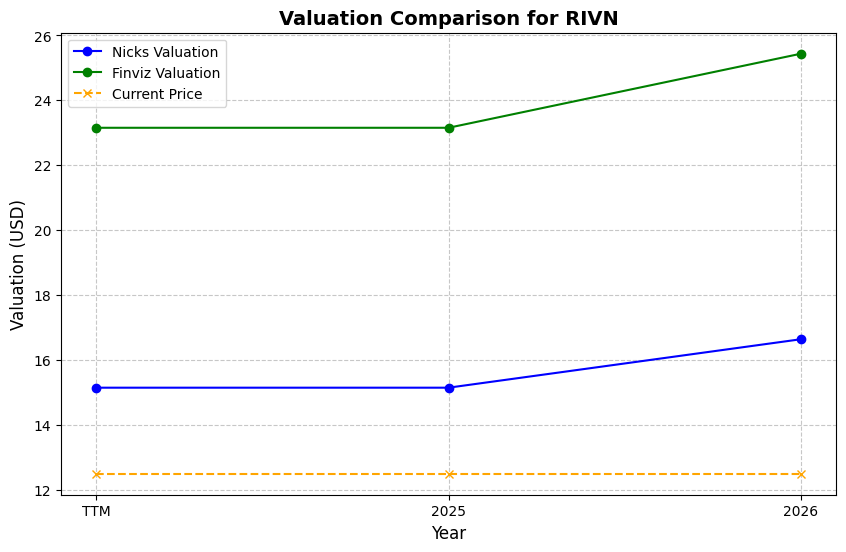 Valuation Comparison for RIVN
Nicks Valuation
Finviz Valuation
Current Price
Valuation (USD)
26
24
22
20
18
16
14
12
TTM
2025
2026
Year